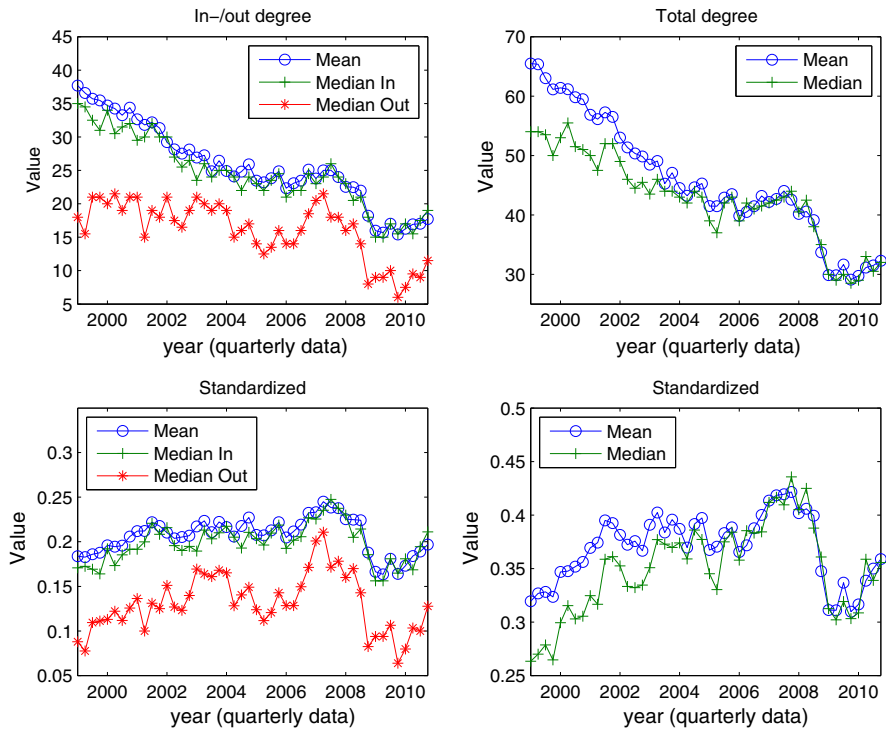 In−/out degree
45
40
35
30
25
20
15
10
5
Value
Mean
Median In
Median Out
2000 2002 2004 2006 2008 2010
year (quarterly data)
Total degree
70
60
50
40
30
Value
Mean
Median
2000 2002 2004 2006 2008 2010
year (quarterly data)
Standardized
0.3
0.25
0.2
0.15
0.1
0.05
Value
Mean
Median In
Median Out
2000 2002 2004 2006 2008 2010
year (quarterly data)
Standardized
0.5
0.45
0.4
0.35
0.3
0.25
Value
Mean
Median
2000 2002 2004 2006 2008 2010
year (quarterly data)